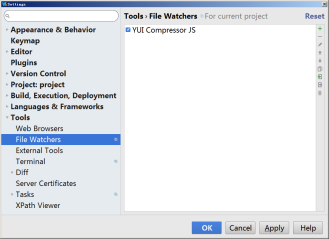 Settings
Tools › File Watchers For current project Reset
Appearance & Behavior
Keymap
Editor
Plugins
Version Control
Project: project
Build, Execution, Deployment
Languages & Frameworks
Tools
Web Browsers
File Watchers
External Tools
Terminal
Diff
Server Certificates
Tasks
XPath Viewer
YUI Compressor JS
OK Cancel Apply Help